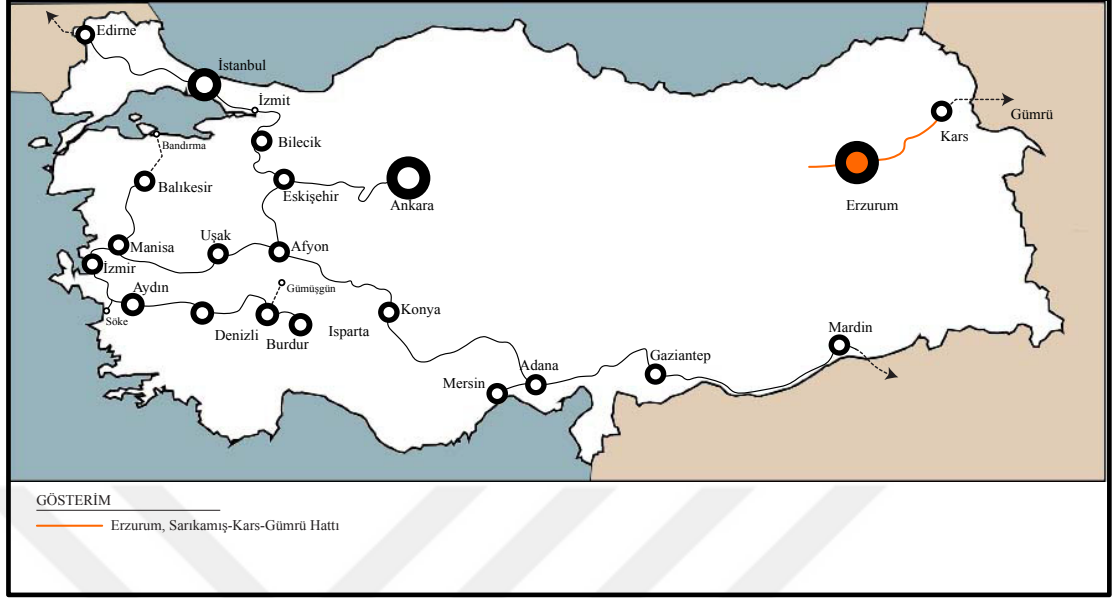 Edirne
İstanbul
İzmit
Gümrü
Kars
Bandırma
Bilecik
Balıkesir
Eskişehir
Ankara
Erzurum
Uşak
Manisa
Afyon
İzmir
Gümüşgün
Aydın
Söke
Konya
Denizli
Isparta
Burdur
Mardin
Gaziantep
Adana
Mersin
GÖSTERİM
Erzurum, Sarıkamış-Kars-Gümrü Hattı